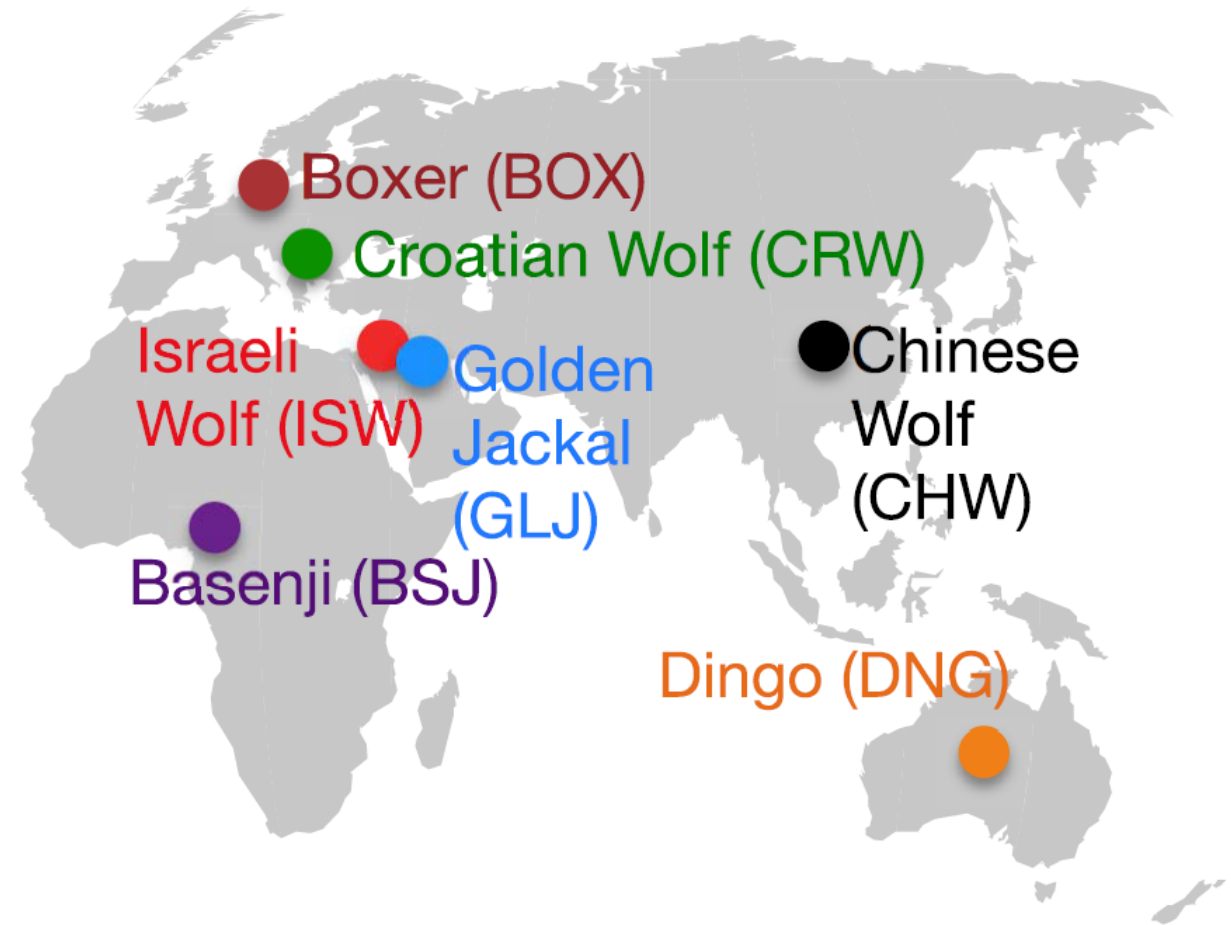 Boxer (BOX)
Croatian Wolf (CRW)
Israeli
Wolf (ISW)
Golden
Jackal
(GLJ)
Chinese
Wolf
(CHW)
Basenji (BSJ)
Dingo (DNG)